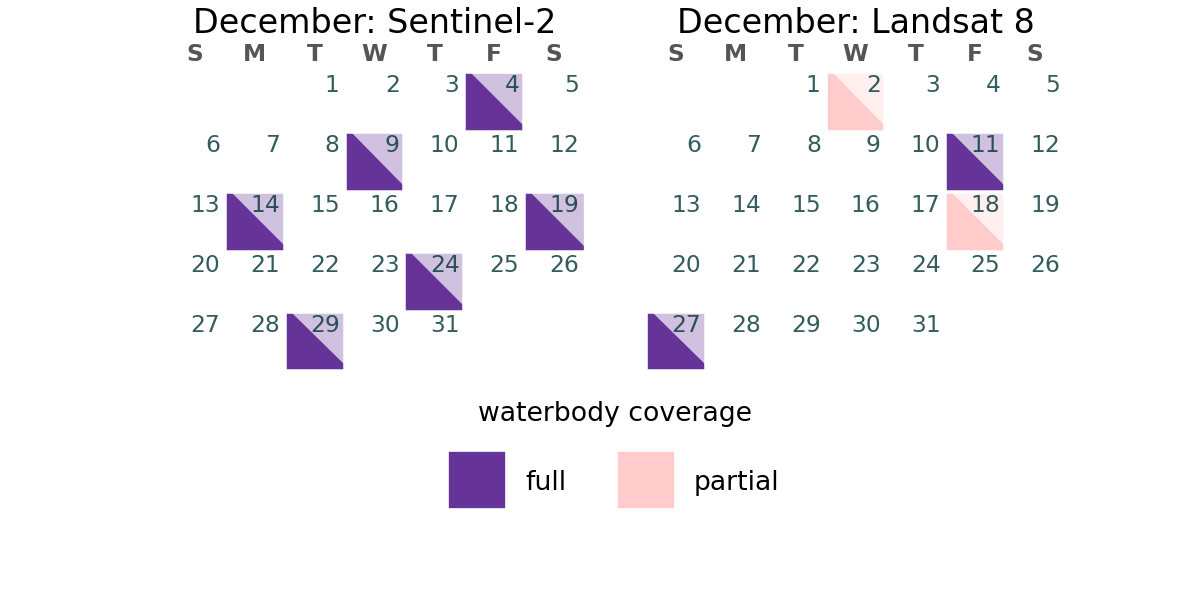 December: Sentinel-2
S M T W T F S
1 2 3 4 5
6 7 8 9 10 11 12
13 14 15 16 17 18 19
20 21 22 23 24 25 26
27 28 29 30 31
December: Landsat 8
S M T W T F S
1 2 3 4 5
6 7 8 9 10 11 12
13 14 15 16 17 18 19
20 21 22 23 24 25 26
27 28 29 30 31
waterbody coverage
full partial